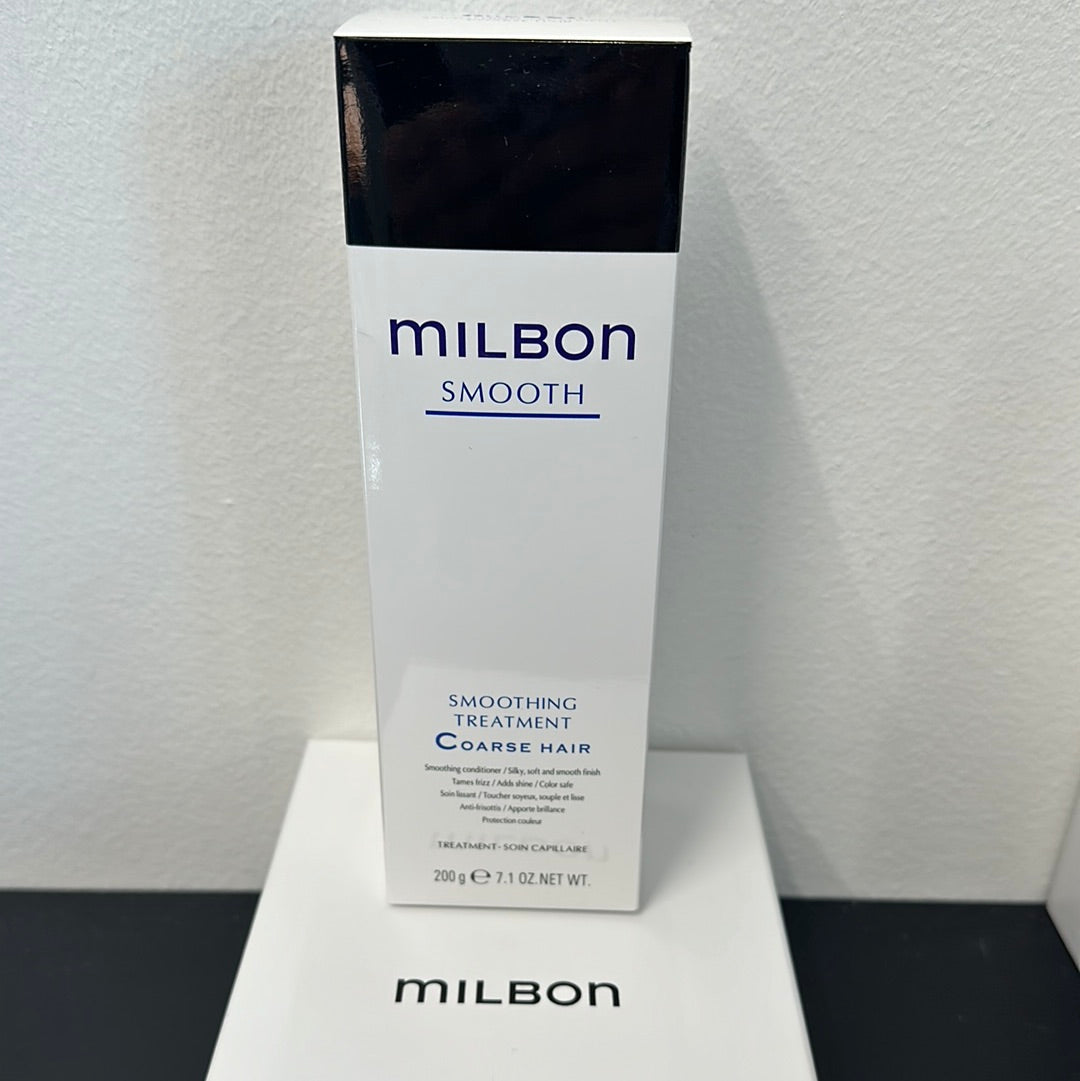 mILBON
SMOOTH
SMOOTHING
TREATMENT
COARSE HAIR
Smoothing conditioner / Silky, soft and smooth finish
Tames frizz / Adds shine / Color safe
Soin lissant / Toucher soyeux, souple et lisse
Anti-frisottis / Apporte brillance
Protection couleur
TREATMENT - SOIN CAPILLAIRE
200 g ℮ 7.1 OZ. NET WT.
mILBON